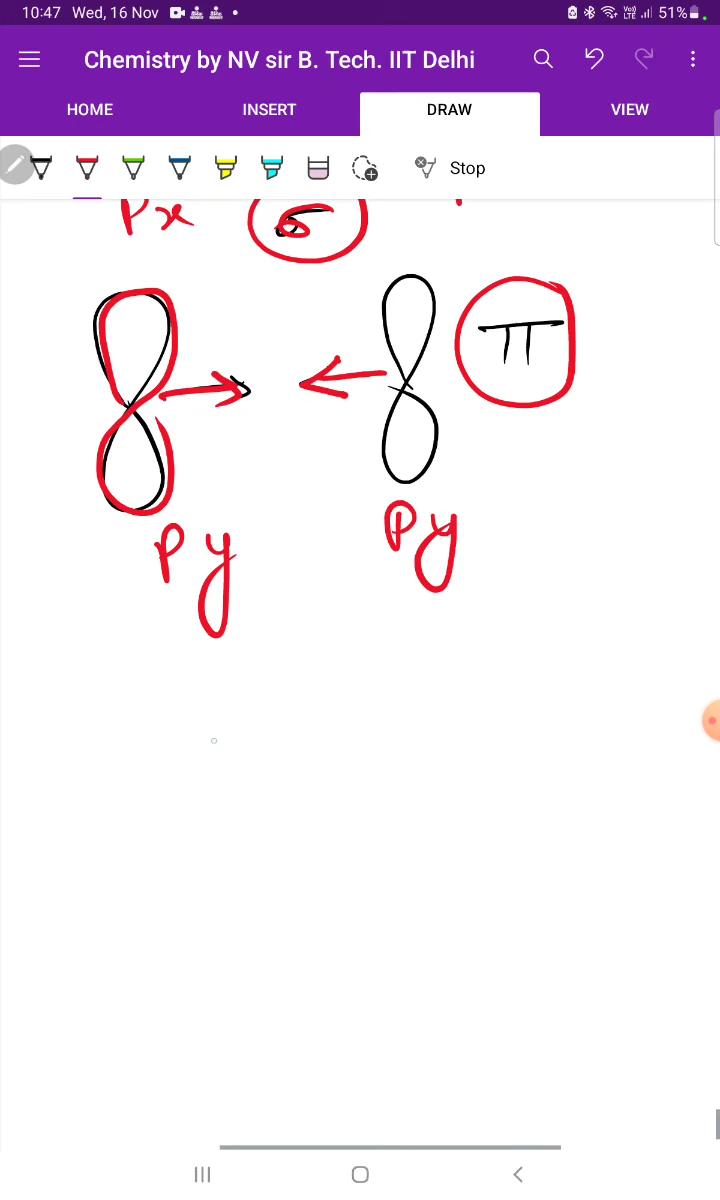 10:47 Wed, 16 Nov 51%
Chemistry by NV sir B. Tech. IIT Delhi
HOME INSERT DRAW VIEW
Stop
Px σ
π
Py Py